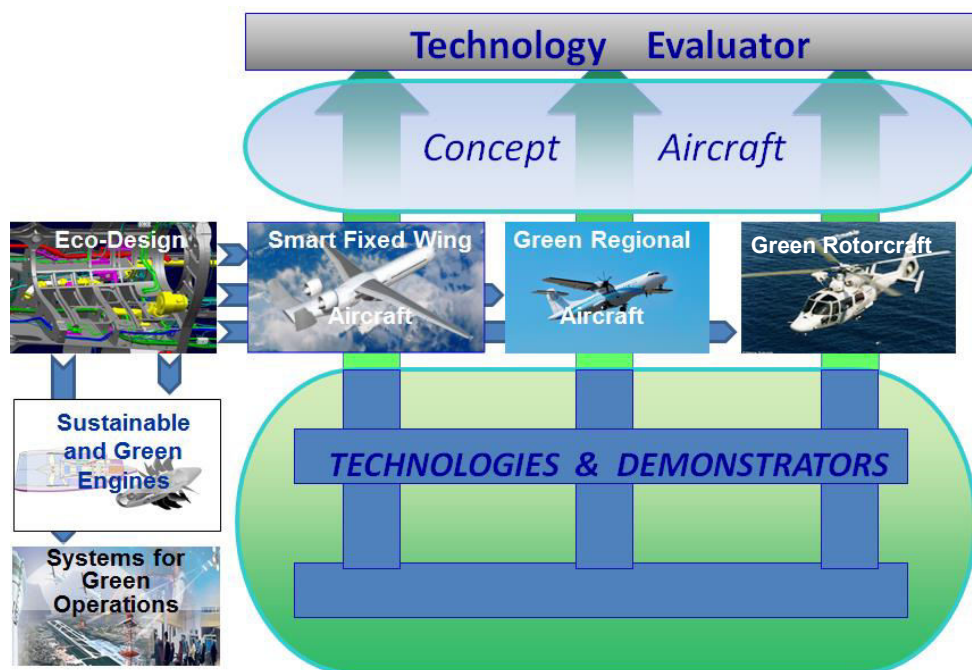 Technology Evaluator
Concept Aircraft
Eco-Design
Smart Fixed Wing
Aircraft
Green Regional
Aircraft
Green Rotorcraft
Sustainable
and Green
Engines
TECHNOLOGIES & DEMONSTRATORS
Systems for
Green
Operations